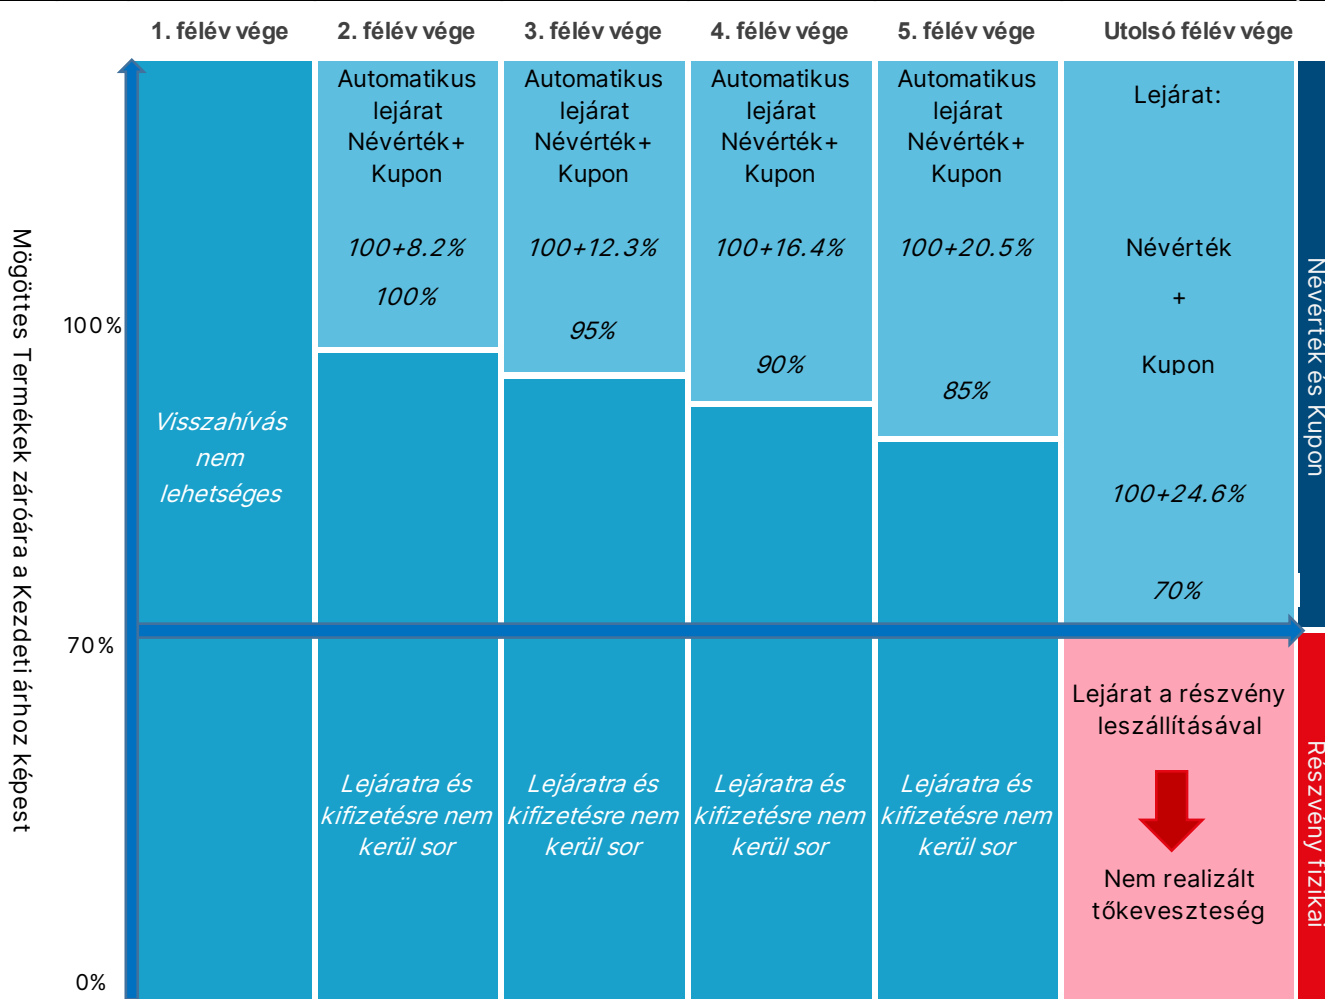 1. félév vége
2. félév vége
3. félév vége
4. félév vége
5. félév vége
Utolsó félév vége
Mögöttes Termékek záróára a Kezdeti árhoz képest
100%
70%
0%
Visszahívás
nem
lehetséges
Automatikus
lejárat
Névérték+
Kupon
100+8.2%
100%
Lejáratra és
kifizetésre nem
kerül sor
Automatikus
lejárat
Névérték+
Kupon
100+12.3%
95%
Lejáratra és
kifizetésre nem
kerül sor
Automatikus
lejárat
Névérték+
Kupon
100+16.4%
90%
Lejáratra és
kifizetésre nem
kerül sor
Automatikus
lejárat
Névérték+
Kupon
100+20.5%
85%
Lejáratra és
kifizetésre nem
kerül sor
Lejárat:
Névérték
+
Kupon
100+24.6%
70%
Lejárat a részvény
leszállításával
Nem realizált
tőkeveszteség
Névérték és Kupon
Részvény fizikai